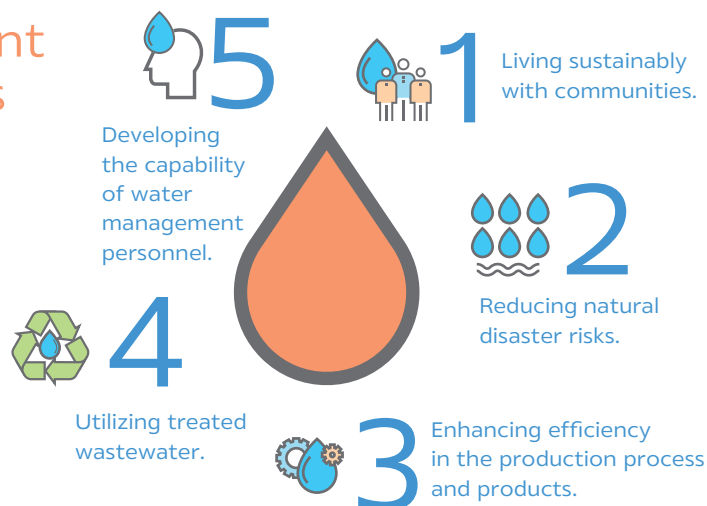 nt
s
5
Developing
the capability
of water
management
personnel.
1
Living sustainably
with communities.
2
Reducing natural
disaster risks.
4
Utilizing treated
wastewater.
3
Enhancing efficiency
in the production process
and products.